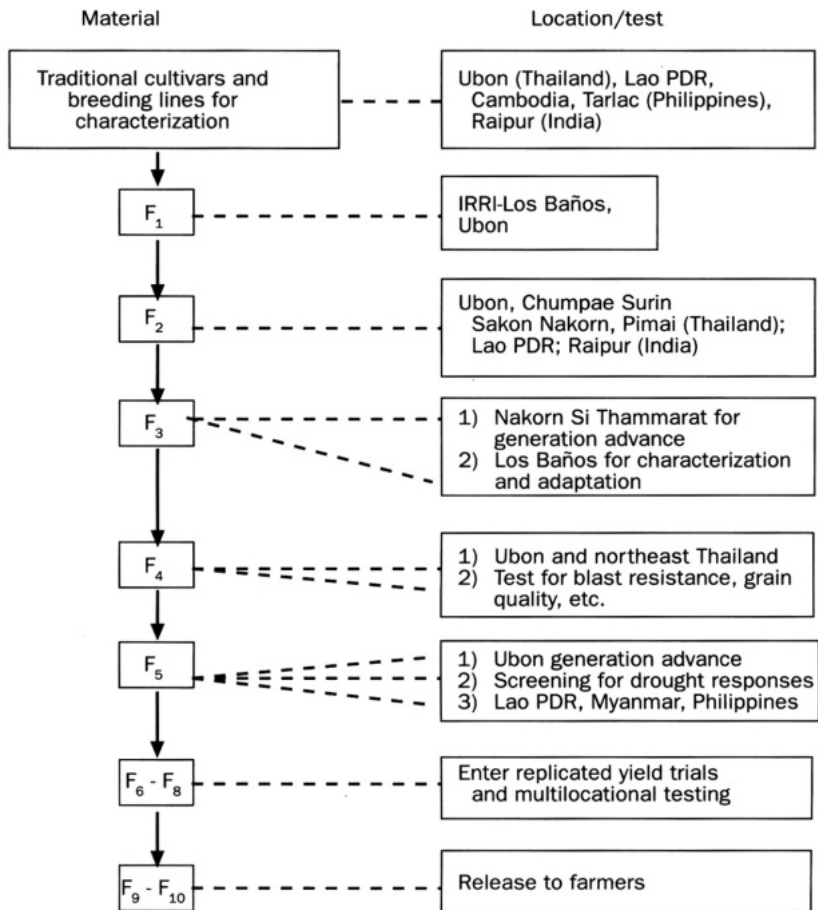 Material
Location/test
Traditional cultivars and
breeding lines for
characterization
Ubon (Thailand), Lao PDR,
Cambodia, Tarlac (Philippines),
Raipur (India)
F₁
IRRI-Los Baños,
Ubon
F₂
Ubon, Chumpae Surin
Sakon Nakorn, Pimai (Thailand);
Lao PDR; Raipur (India)
F₃
1) Nakorn Si Thammarat for
generation advance
2) Los Baños for characterization
and adaptation
F₄
1) Ubon and northeast Thailand
2) Test for blast resistance, grain
quality, etc.
F₅
1) Ubon generation advance
2) Screening for drought responses
3) Lao PDR, Myanmar, Philippines
F₆ - F₈
Enter replicated yield trials
and multilocational testing
F₉ - F₁₀
Release to farmers